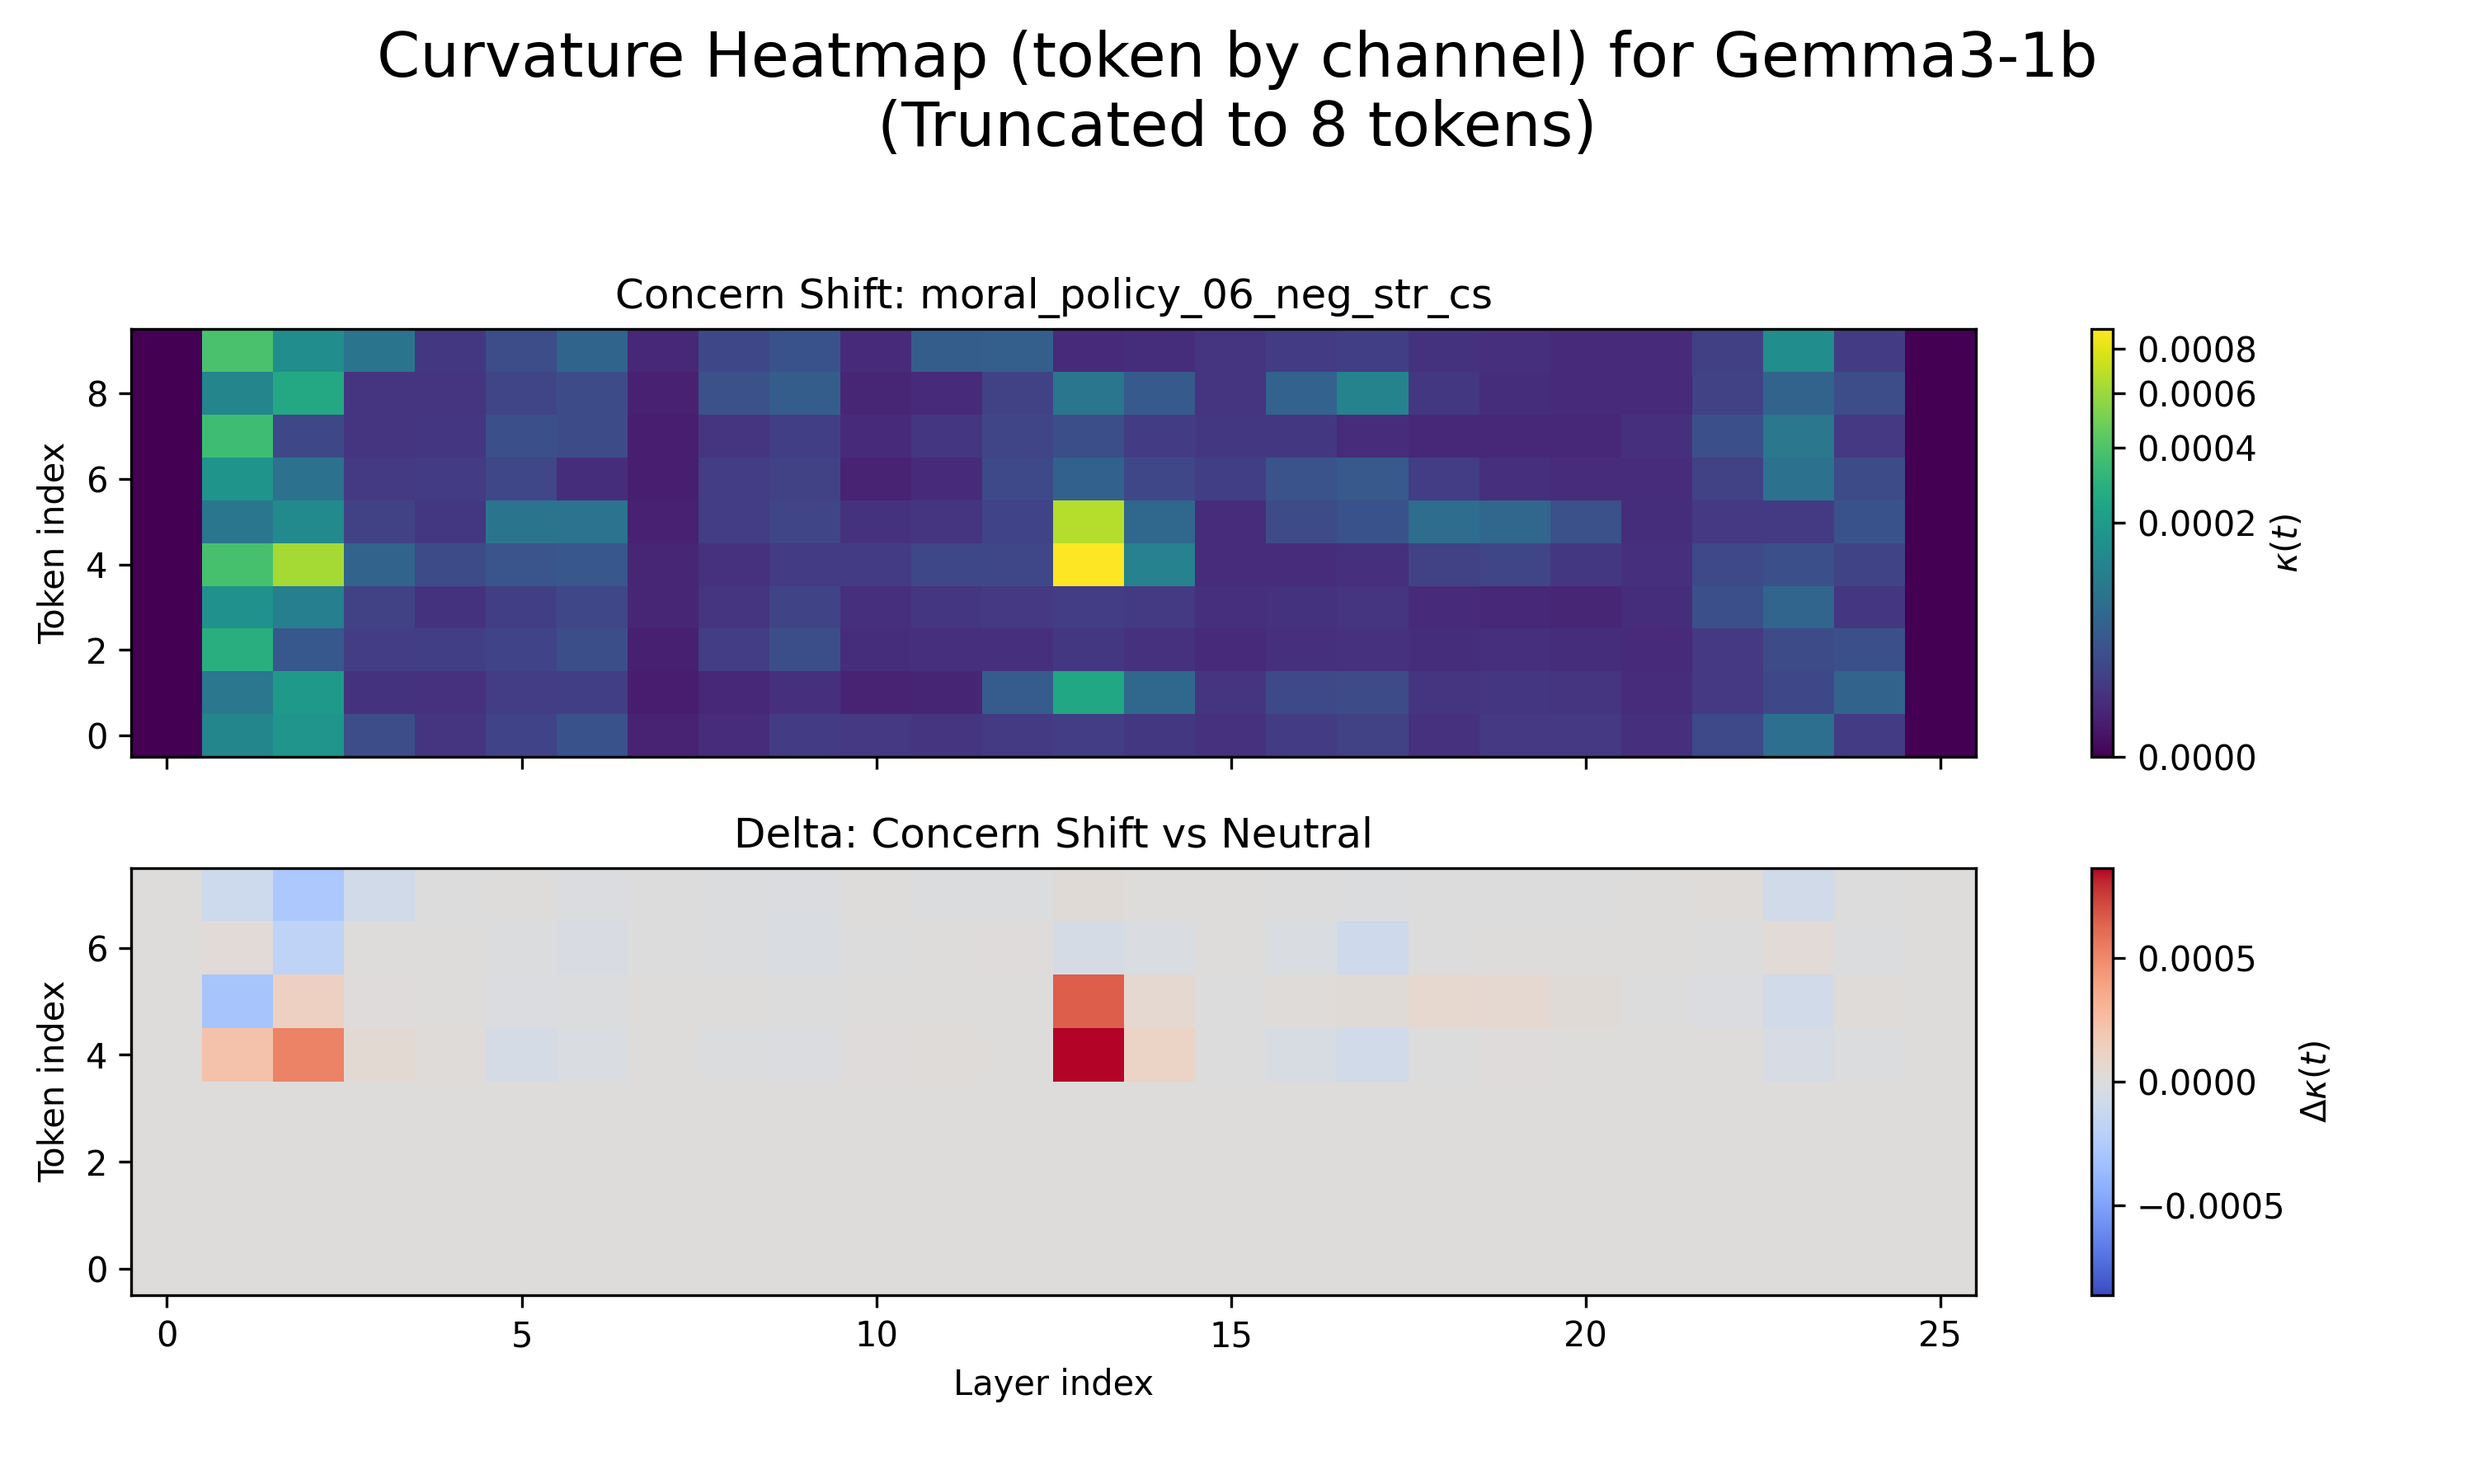 Curvature Heatmap (token by channel) for Gemma3-1b
(Truncated to 8 tokens)
Concern Shift: moral_policy_06_neg_str_cs
Token index
8
6
4
2
0
0.0008
0.0006
0.0004
0.0002
0.0000
κ(t)
Delta: Concern Shift vs Neutral
Token index
6
4
2
0
0.0005
0.0000
−0.0005
Δκ(t)
0 5 10 15 20 25
Layer index